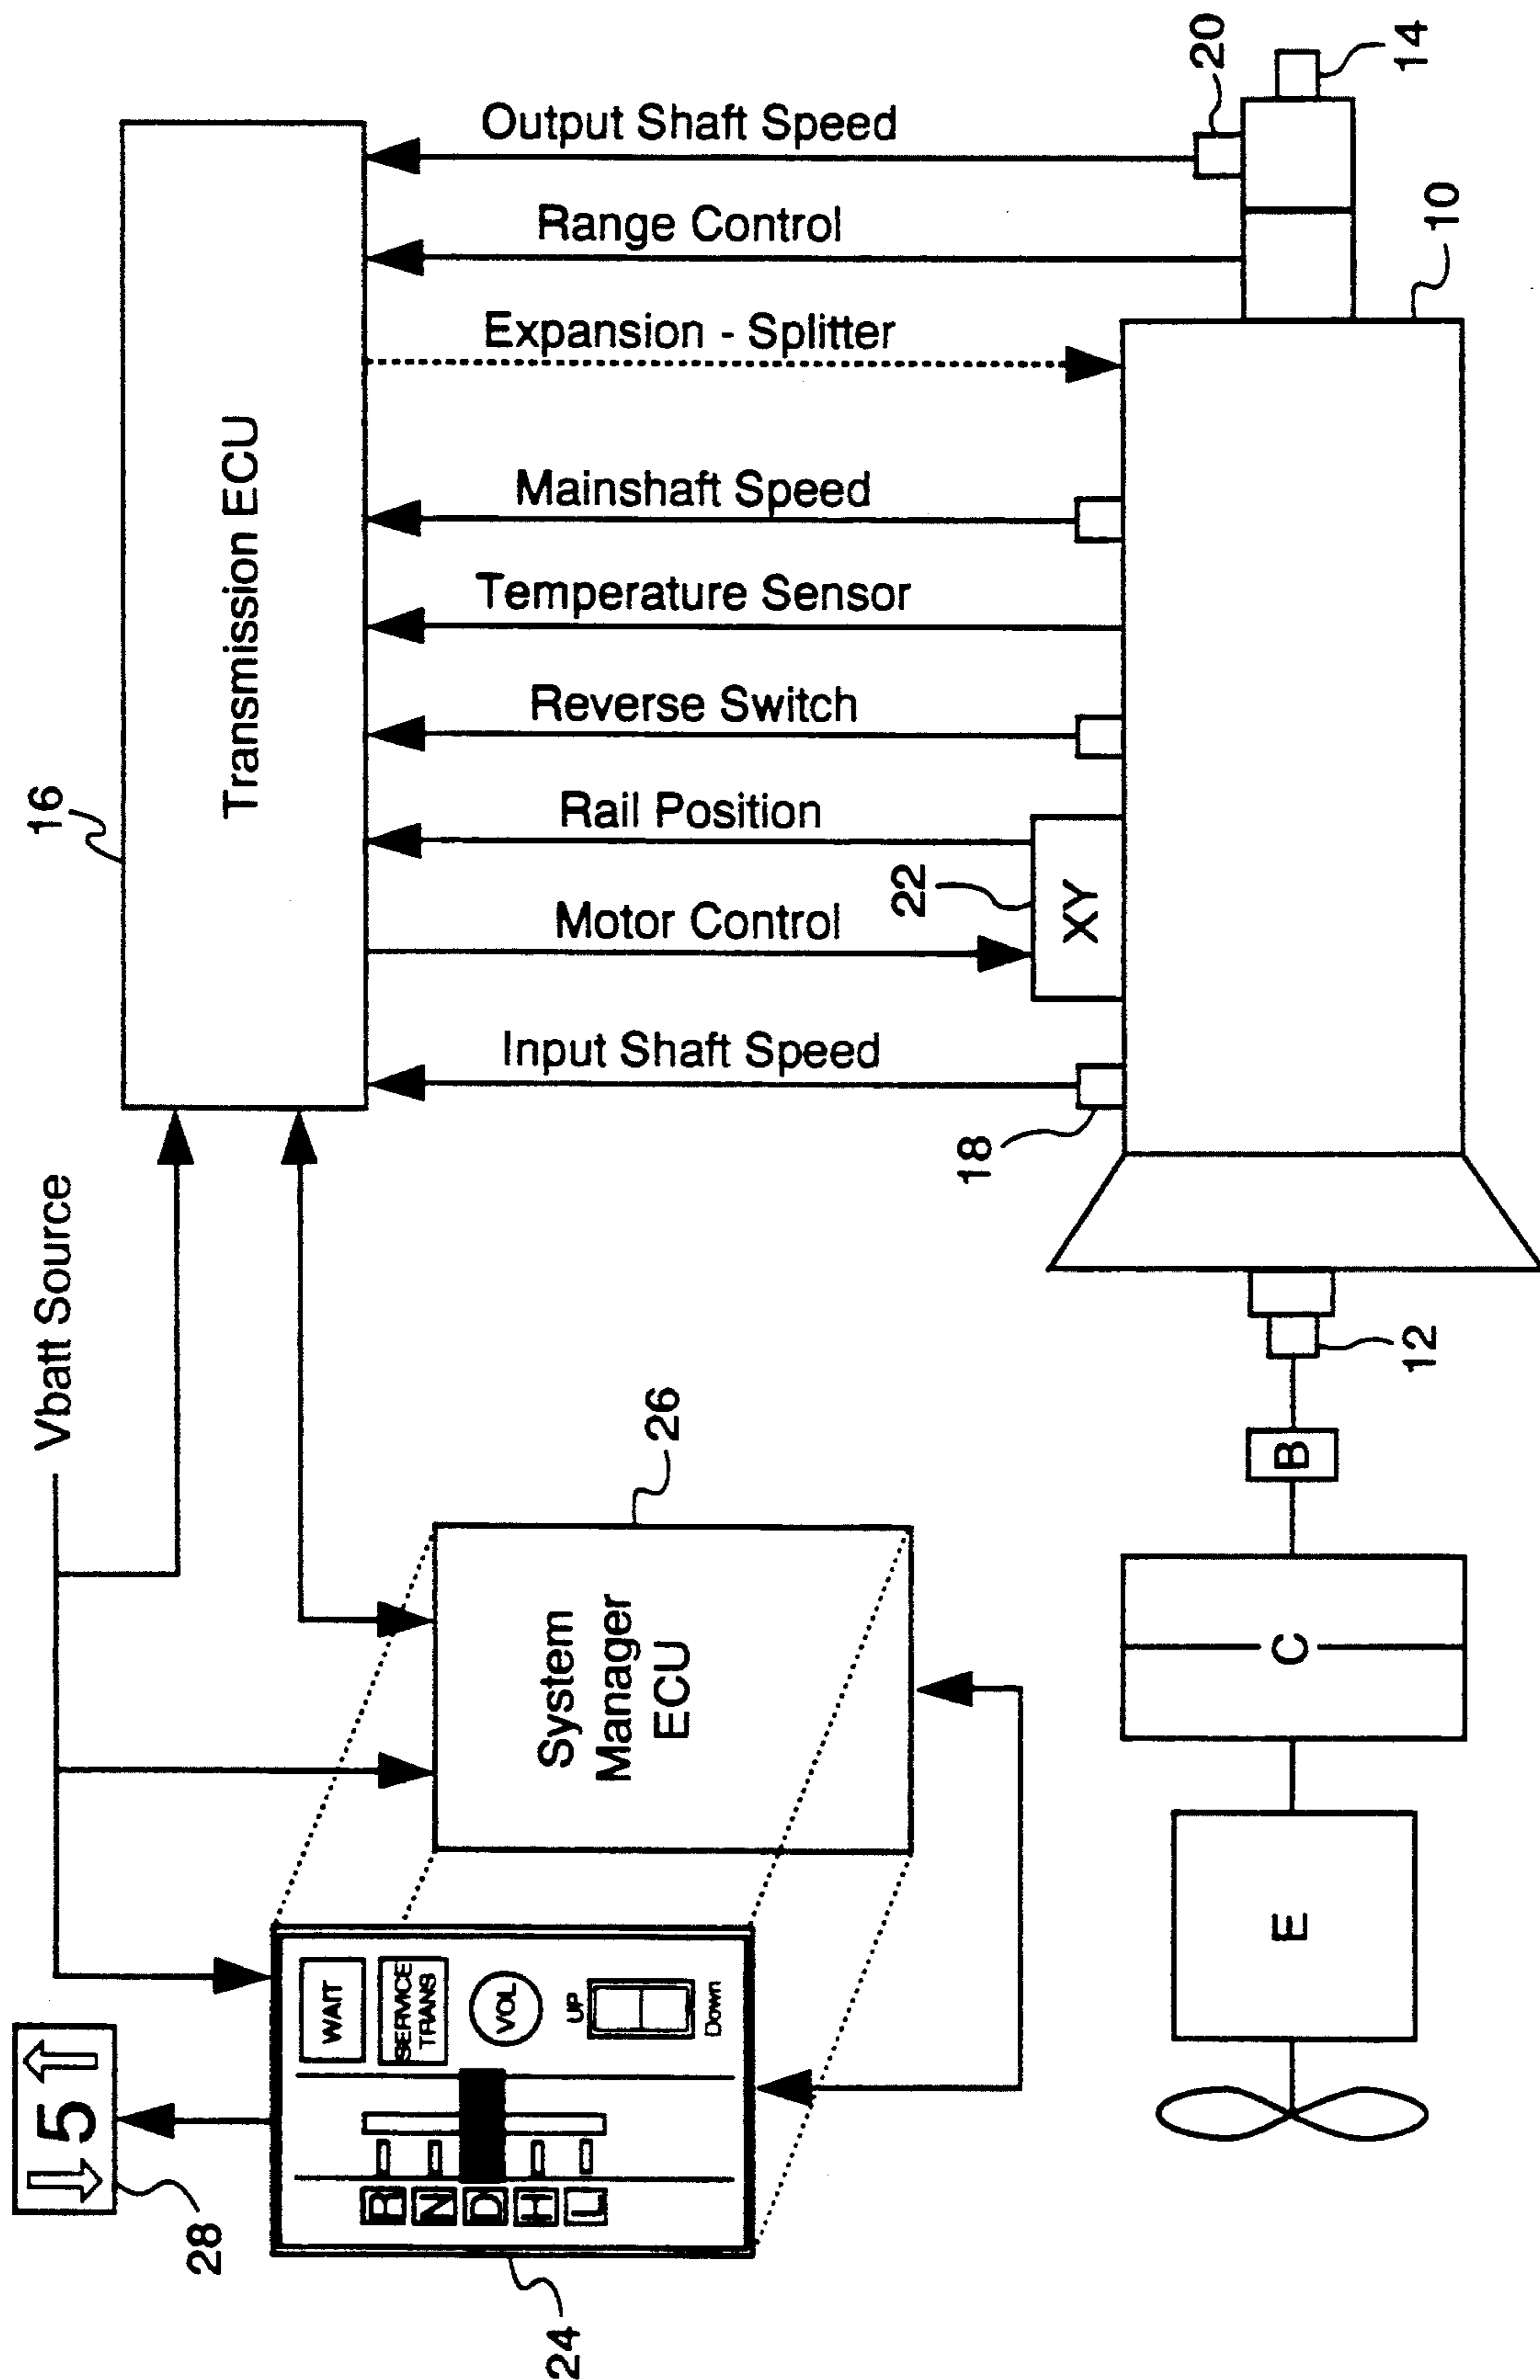 28
5
24
R
N
D
H
L
WAIT
SERVICE
TRANS
VOL
UP
Down
Vbatt Source
System
Manager
ECU
26
16
Transmission ECU
Input Shaft Speed
Motor Control
Rail Position
Reverse Switch
Temperature Sensor
Mainshaft Speed
Expansion - Splitter
Range Control
Output Shaft Speed
18
22
XY
20
14
10
E
C
B
12